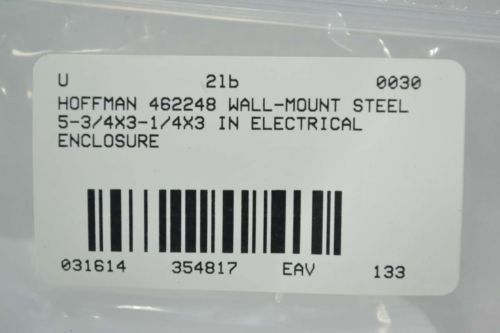 U 21b 0030
HOFFMAN 462248 WALL-MOUNT STEEL
5-3/4X3-1/4X3 IN ELECTRICAL
ENCLOSURE
031614 354817 EAV 133